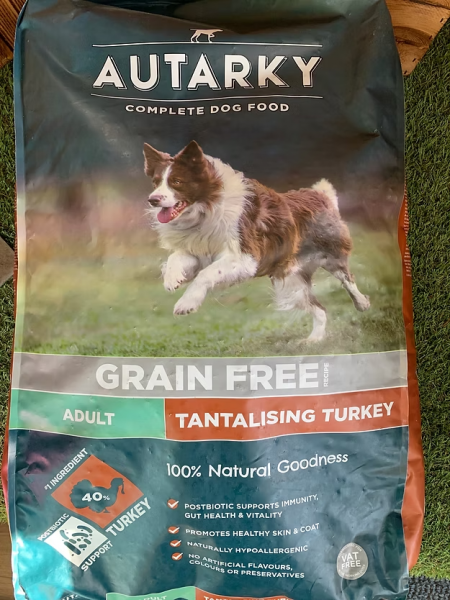 AUTARKY
COMPLETE DOG FOOD
GRAIN FREE RECIPE
ADULT
TANTALISING TURKEY
100% Natural Goodness
#1 INGREDIENT
40%
TURKEY
POSTBIOTIC
SUPPORT
POSTBIOTIC SUPPORTS IMMUNITY,
GUT HEALTH & VITALITY
PROMOTES HEALTHY SKIN & COAT
NATURALLY HYPOALLERGENIC
NO ARTIFICIAL FLAVOURS,
COLOURS OR PRESERVATIVES
VAT
FREE